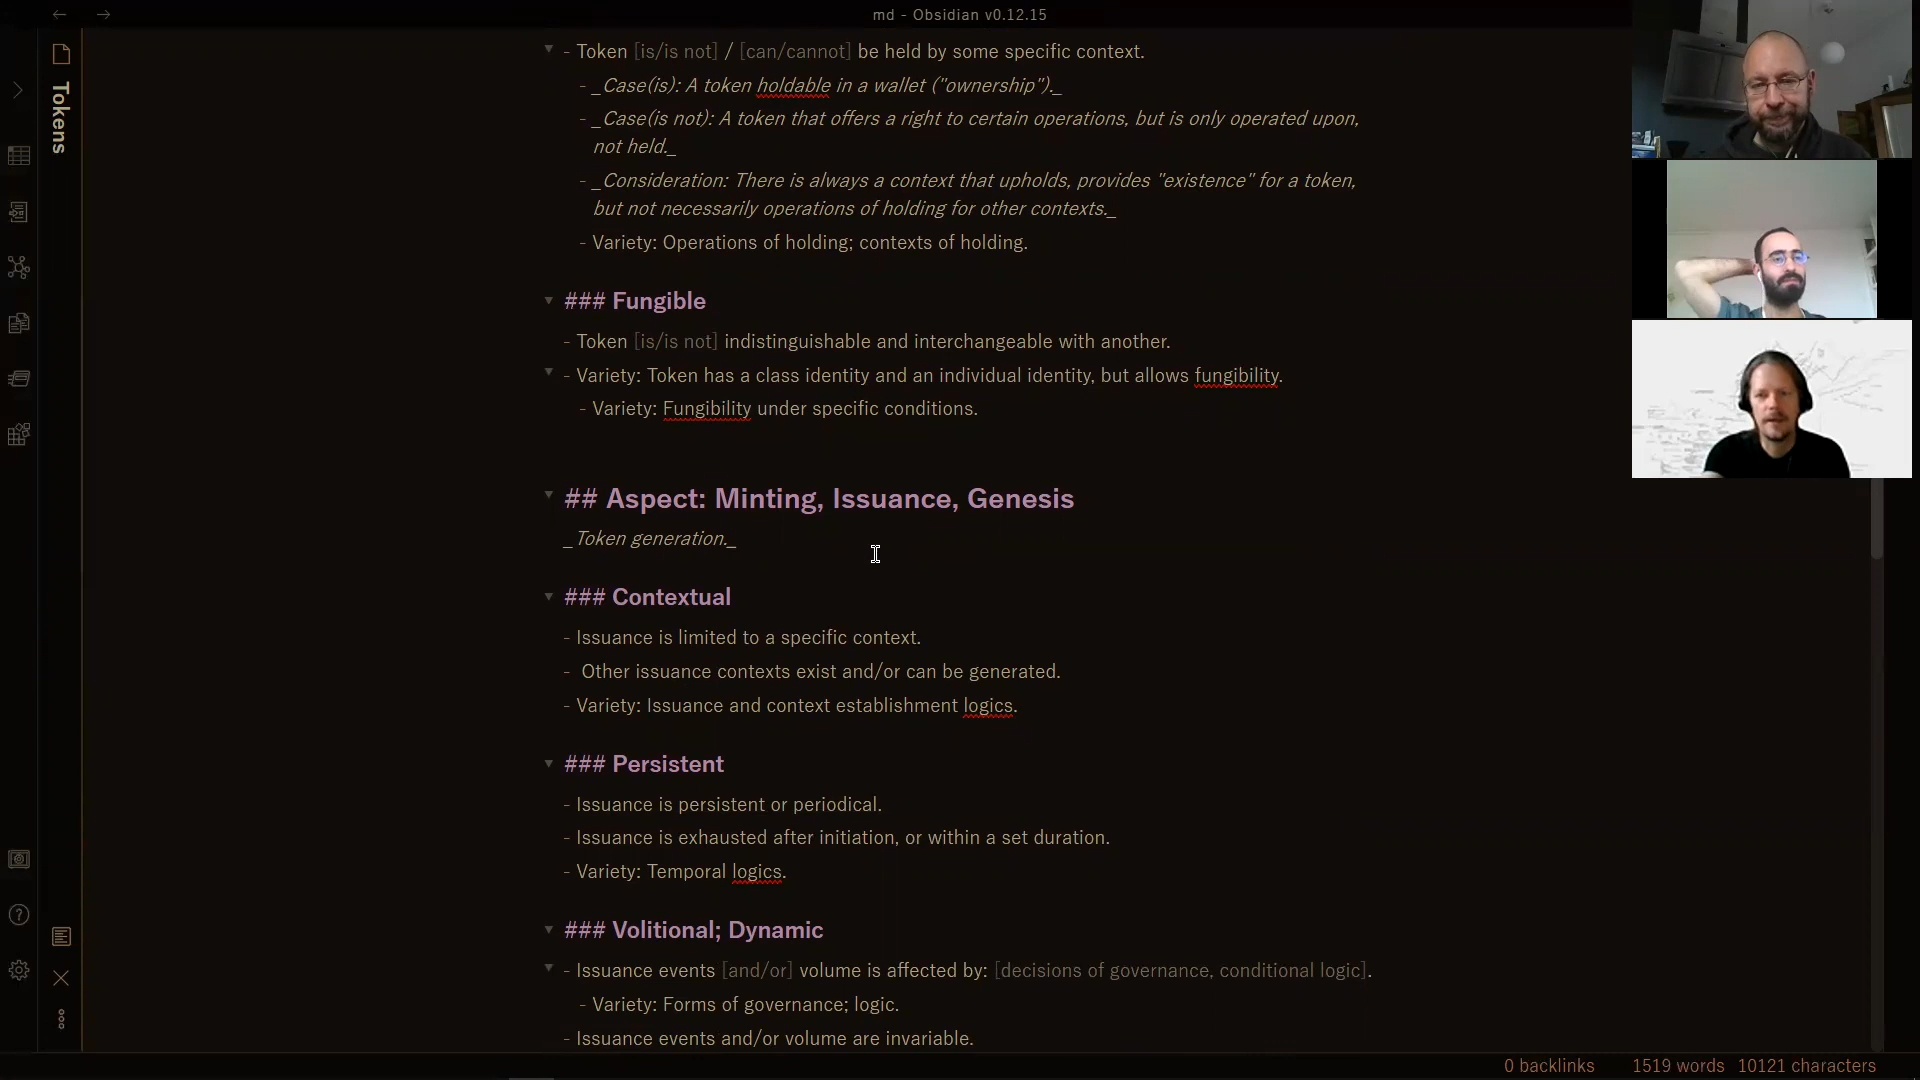 md - Obsidian v0.12.15
Tokens
- Token [is/is not] / [can/cannot] be held by some specific context.
- _Case(is): A token holdable in a wallet ("ownership")._
- _Case(is not): A token that offers a right to certain operations, but is only operated upon,
not held._
- _Consideration: There is always a context that upholds, provides "existence" for a token,
but not necessarily operations of holding for other contexts._
- Variety: Operations of holding; contexts of holding.
### Fungible
- Token [is/is not] indistinguishable and interchangeable with another.
- Variety: Token has a class identity and an individual identity, but allows fungibility.
- Variety: Fungibility under specific conditions.
## Aspect: Minting, Issuance, Genesis
_Token generation._
### Contextual
- Issuance is limited to a specific context.
- Other issuance contexts exist and/or can be generated.
- Variety: Issuance and context establishment logics.
### Persistent
- Issuance is persistent or periodical.
- Issuance is exhausted after initiation, or within a set duration.
- Variety: Temporal logics.
### Volitional; Dynamic
- Issuance events [and/or] volume is affected by: [decisions of governance, conditional logic].
- Variety: Forms of governance; logic.
- Issuance events and/or volume are invariable.
0 backlinks 1519 words 10121 characters